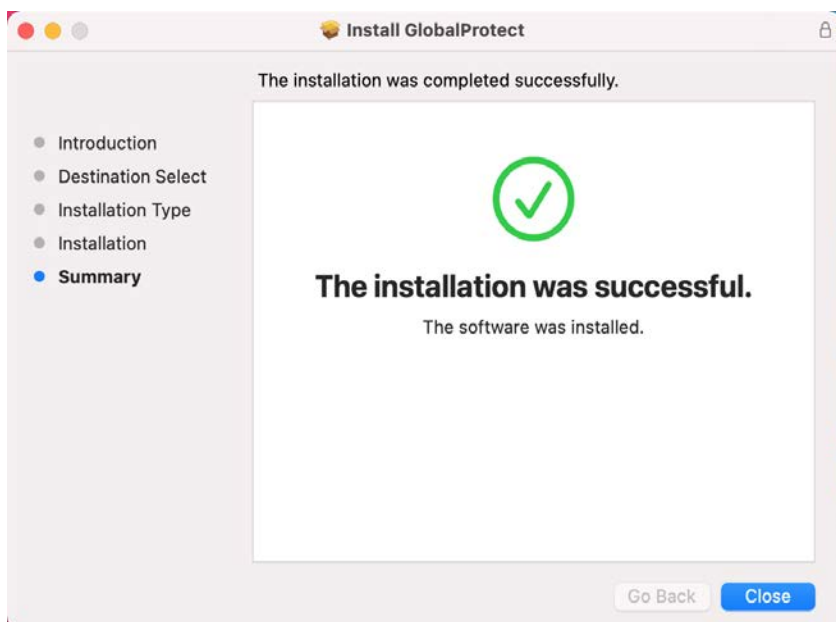 Install GlobalProtect
The installation was completed successfully.
Introduction
Destination Select
Installation Type
Installation
Summary
The installation was successful.
The software was installed.
Go Back
Close